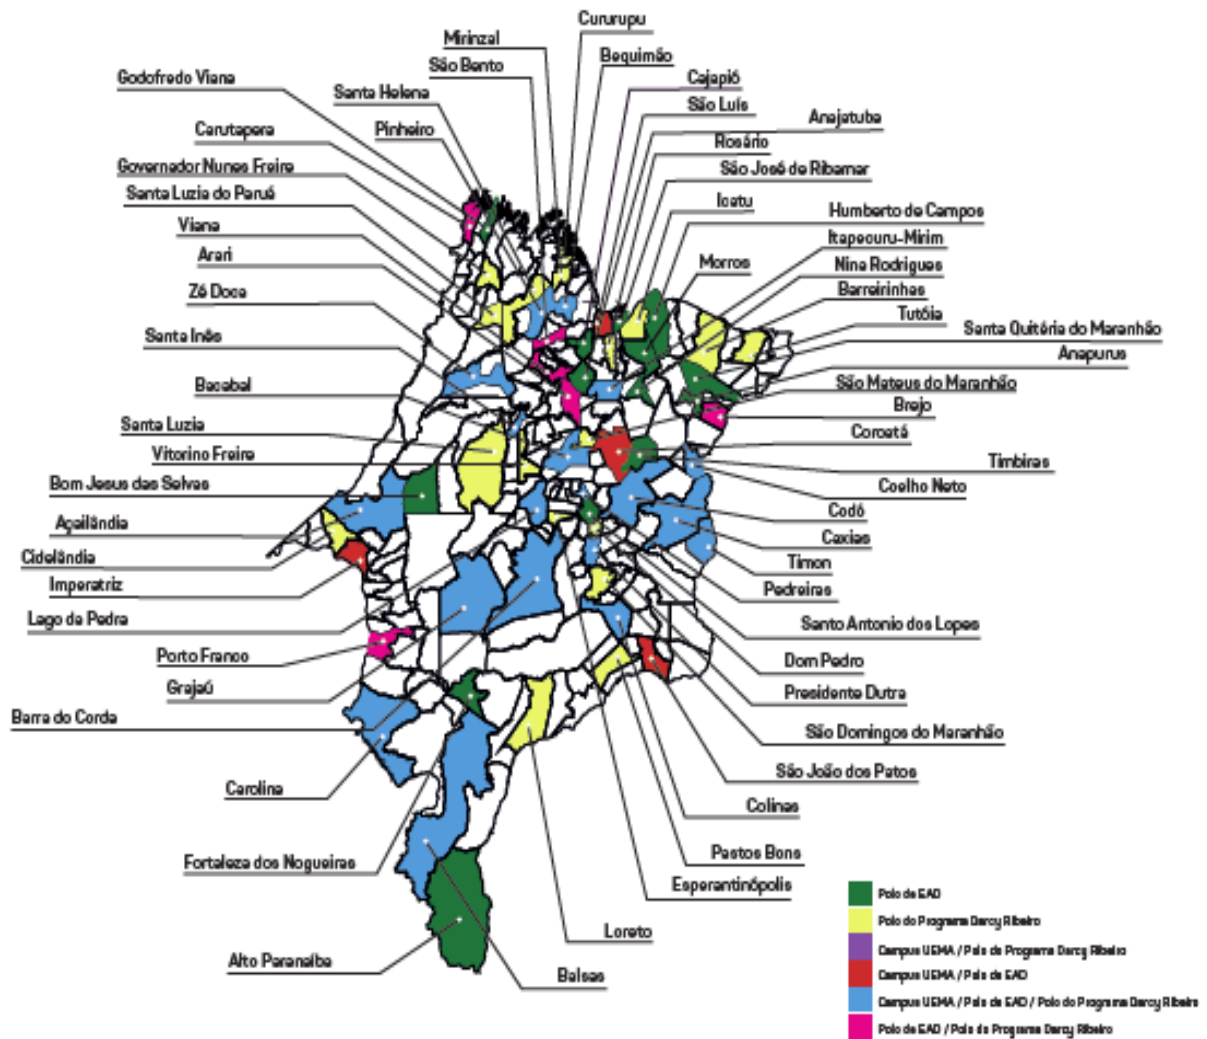 Cururupu
Mirinzal
Bequimão
São Bento
Godofredo Viana
Cajapió
Santa Helena
São Luís
Anajatuba
Carutapera
Pinheiro
Rosário
Governador Nunes Freire
São José de Ribamar
Santa Luzia do Paruá
Icatu
Humberto de Campos
Viana
Itapecuru-Mirim
Arari
Morros
Nina Rodrigues
Zé Doca
Barreirinhas
Tutóia
Santa Inês
Santa Quitéria do Maranhão
Anapurus
Bacabal
São Mateus do Maranhão
Brejo
Santa Luzia
Coroatá
Vitorino Freire
Timbiras
Bom Jesus das Selvas
Coelho Neto
Codó
Açailândia
Caxias
Cidelândia
Timon
Imperatriz
Pedreiras
Lago da Pedra
Santo Antonio dos Lopes
Porto Franco
Dom Pedro
Grajaú
Presidente Dutra
Barra do Corda
São Domingos do Maranhão
São João dos Patos
Carolina
Colinas
Fortaleza dos Nogueiras
Pastos Bons
Esperantinópolis
Loreto
Alto Paranaíba
Balsas
Polo de EAD
Polo do Programa Darcy Ribeiro
Campus UEMA / Polo do Programa Darcy Ribeiro
Campus UEMA / Polo de EAD
Campus UEMA / Polo de EAD / Polo do Programa Darcy Ribeiro
Polo de EAD / Polo do Programa Darcy Ribeiro